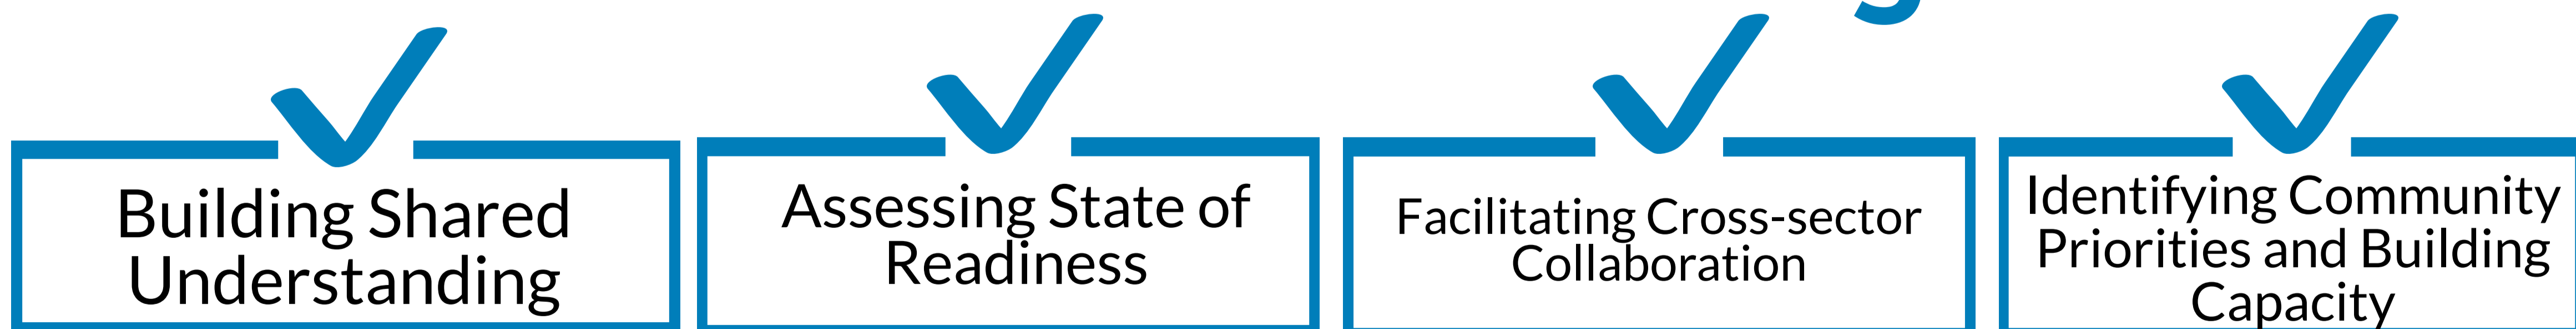 Building Shared
Understanding
Assessing State of
Readiness
Facilitating Cross-sector
Collaboration
Identifying Community
Priorities and Building
Capacity